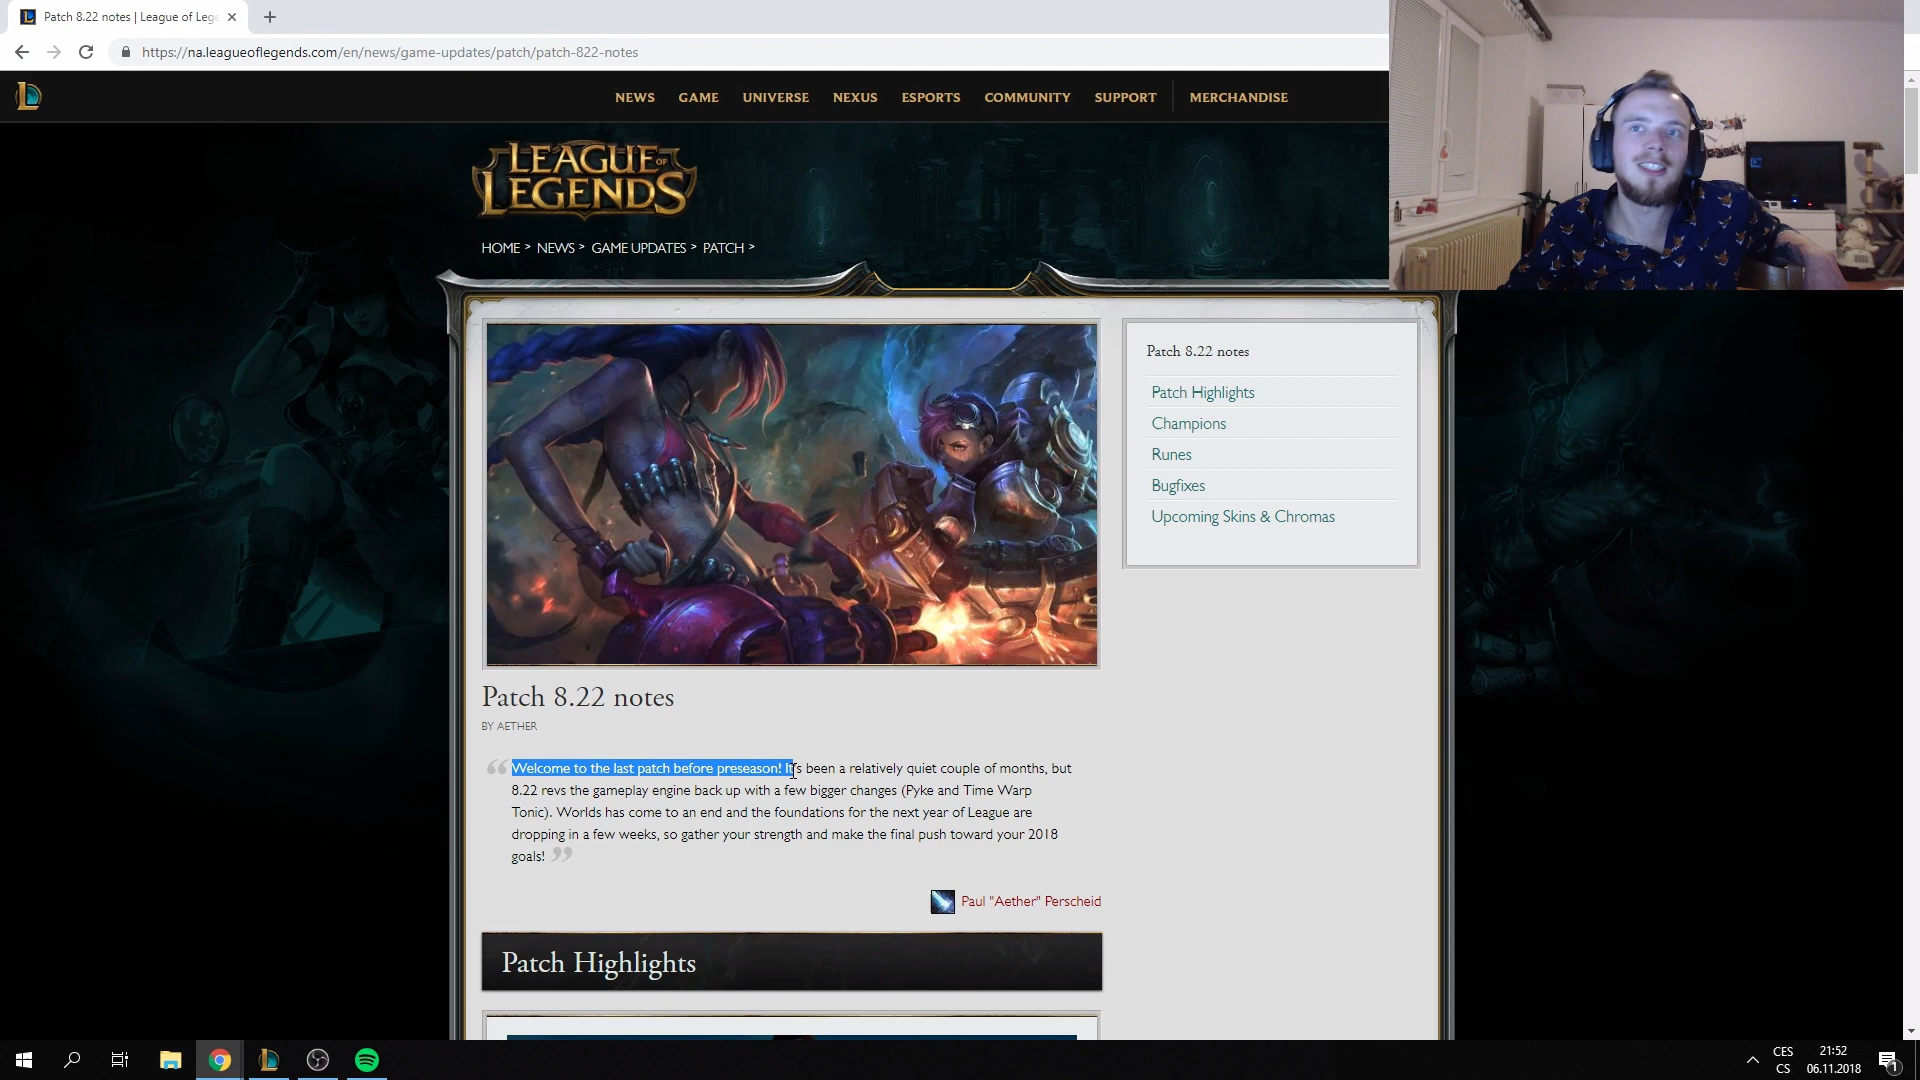 Patch 8.22 notes | League of Lege
https://na.leagueoflegends.com/en/news/game-updates/patch/patch-822-notes
NEWS GAME UNIVERSE NEXUS ESPORTS COMMUNITY SUPPORT MERCHANDISE
LEAGUE OF
LEGENDS
HOME > NEWS > GAME UPDATES > PATCH >
Patch 8.22 notes
Patch Highlights
Champions
Runes
Bugfixes
Upcoming Skins & Chromas
Patch 8.22 notes
BY AETHER
“ Welcome to the last patch before preseason! It's been a relatively quiet couple of months, but
8.22 revs the gameplay engine back up with a few bigger changes (Pyke and Time Warp
Tonic). Worlds has come to an end and the foundations for the next year of League are
dropping in a few weeks, so gather your strength and make the final push toward your 2018
goals! ”
Paul "Aether" Perscheid
Patch Highlights
CES
CS
21:52
06.11.2018
1